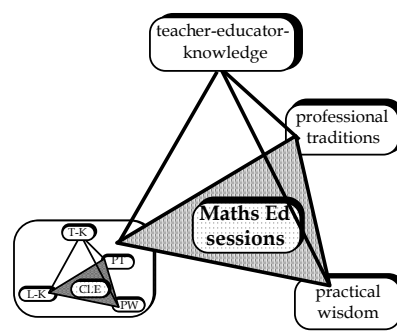 teacher-educator-
knowledge
professional
traditions
Maths Ed
sessions
T-K
PT
L-K
Cl.E
PW
practical
wisdom